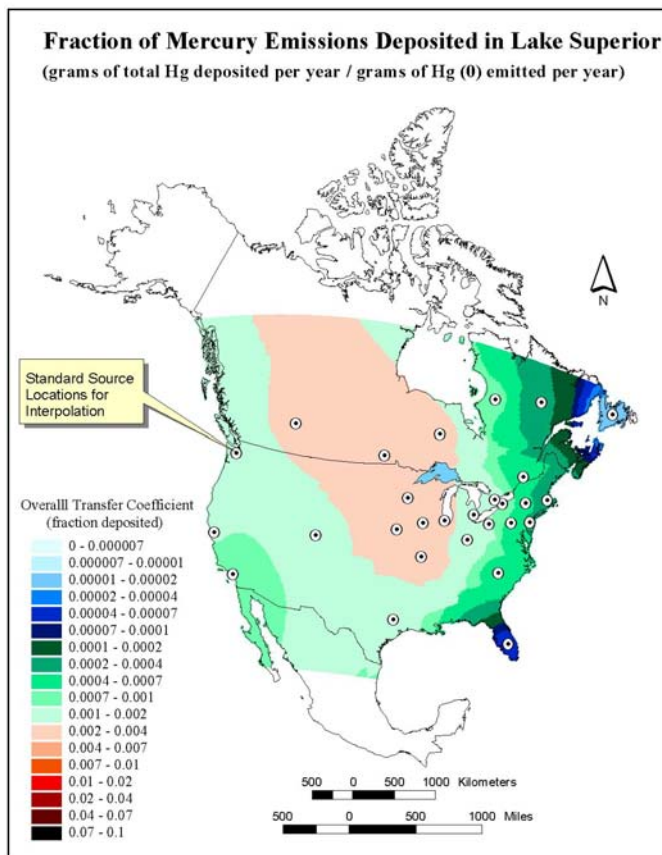 Fraction of Mercury Emissions Deposited in Lake Superior
(grams of total Hg deposited per year / grams of Hg (0) emitted per year)
N
Standard Source
Locations for
Interpolation
Overalll Transfer Coefficient
(fraction deposited)
0 - 0.000007
0.000007 - 0.00001
0.00001 - 0.00002
0.00002 - 0.00004
0.00004 - 0.00007
0.00007 - 0.0001
0.0001 - 0.0002
0.0002 - 0.0004
0.0004 - 0.0007
0.0007 - 0.001
0.001 - 0.002
0.002 - 0.004
0.004 - 0.007
0.007 - 0.01
0.01 - 0.02
0.02 - 0.04
0.04 - 0.07
0.07 - 0.1
500 0 500 1000 Kilometers
500 0 500 1000 Miles